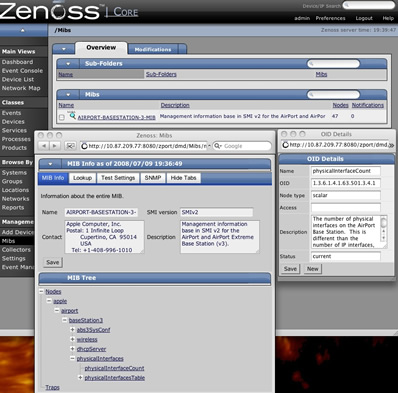 Zenoss | Core
Device/IP Search
admin Preferences Logout Help
/Mibs
Zenoss server time: 19:39:47
Main Views
Dashboard
Event Console
Device List
Network Map
Classes
Events
Devices
Services
Processes
Products
Browse By
Systems
Groups
Locations
Networks
Reports
Management
Add Device
Mibs
Collectors
Settings
Event Mana
Overview
Modifications
Sub-Folders
Name Sub-Folders Mibs
Mibs
Name Description Nodes Notifications
AIRPORT-BASESTATION-3-MIB Management information base in SMI v2 for the AirPort and AirPor 47 0
Zenoss: Mibs
http://10.87.209.77:8080/zport/dmd/Mibs/m
Google
MIB Info as of 2008/07/09 19:36:49
MIB Info Lookup Test Settings SNMP Hide Tabs
Information about the entire MIB.
Name AIRPORT-BASESTATION-3- SMI version SMIv2
Contact
Apple Computer, Inc.
Postal: 1 Infinite Loop
Cupertino, CA 95014
USA
Tel: +1-408-996-1010
Description
Management information
base in SMI v2 for the
AirPort and AirPort Extreme
Base Station (v3).
Save
MIB Tree
Nodes
apple
airport
baseStation3
abs3SysConf
wireless
dhcpServer
physicalInterfaces
physicalInterfaceCount
physicalInterfacesTable
Traps
OID Details
http://10.87.209.77:8080/zport/dmd/
OID Details
Name physicalInterfaceCount
OID 1.3.6.1.4.1.63.501.3.4.1
Node type scalar
Access
Description
The number of physical
interfaces on the AirPort
Base Station. This is
different than the
number of IP interfaces,
Status current
Save New